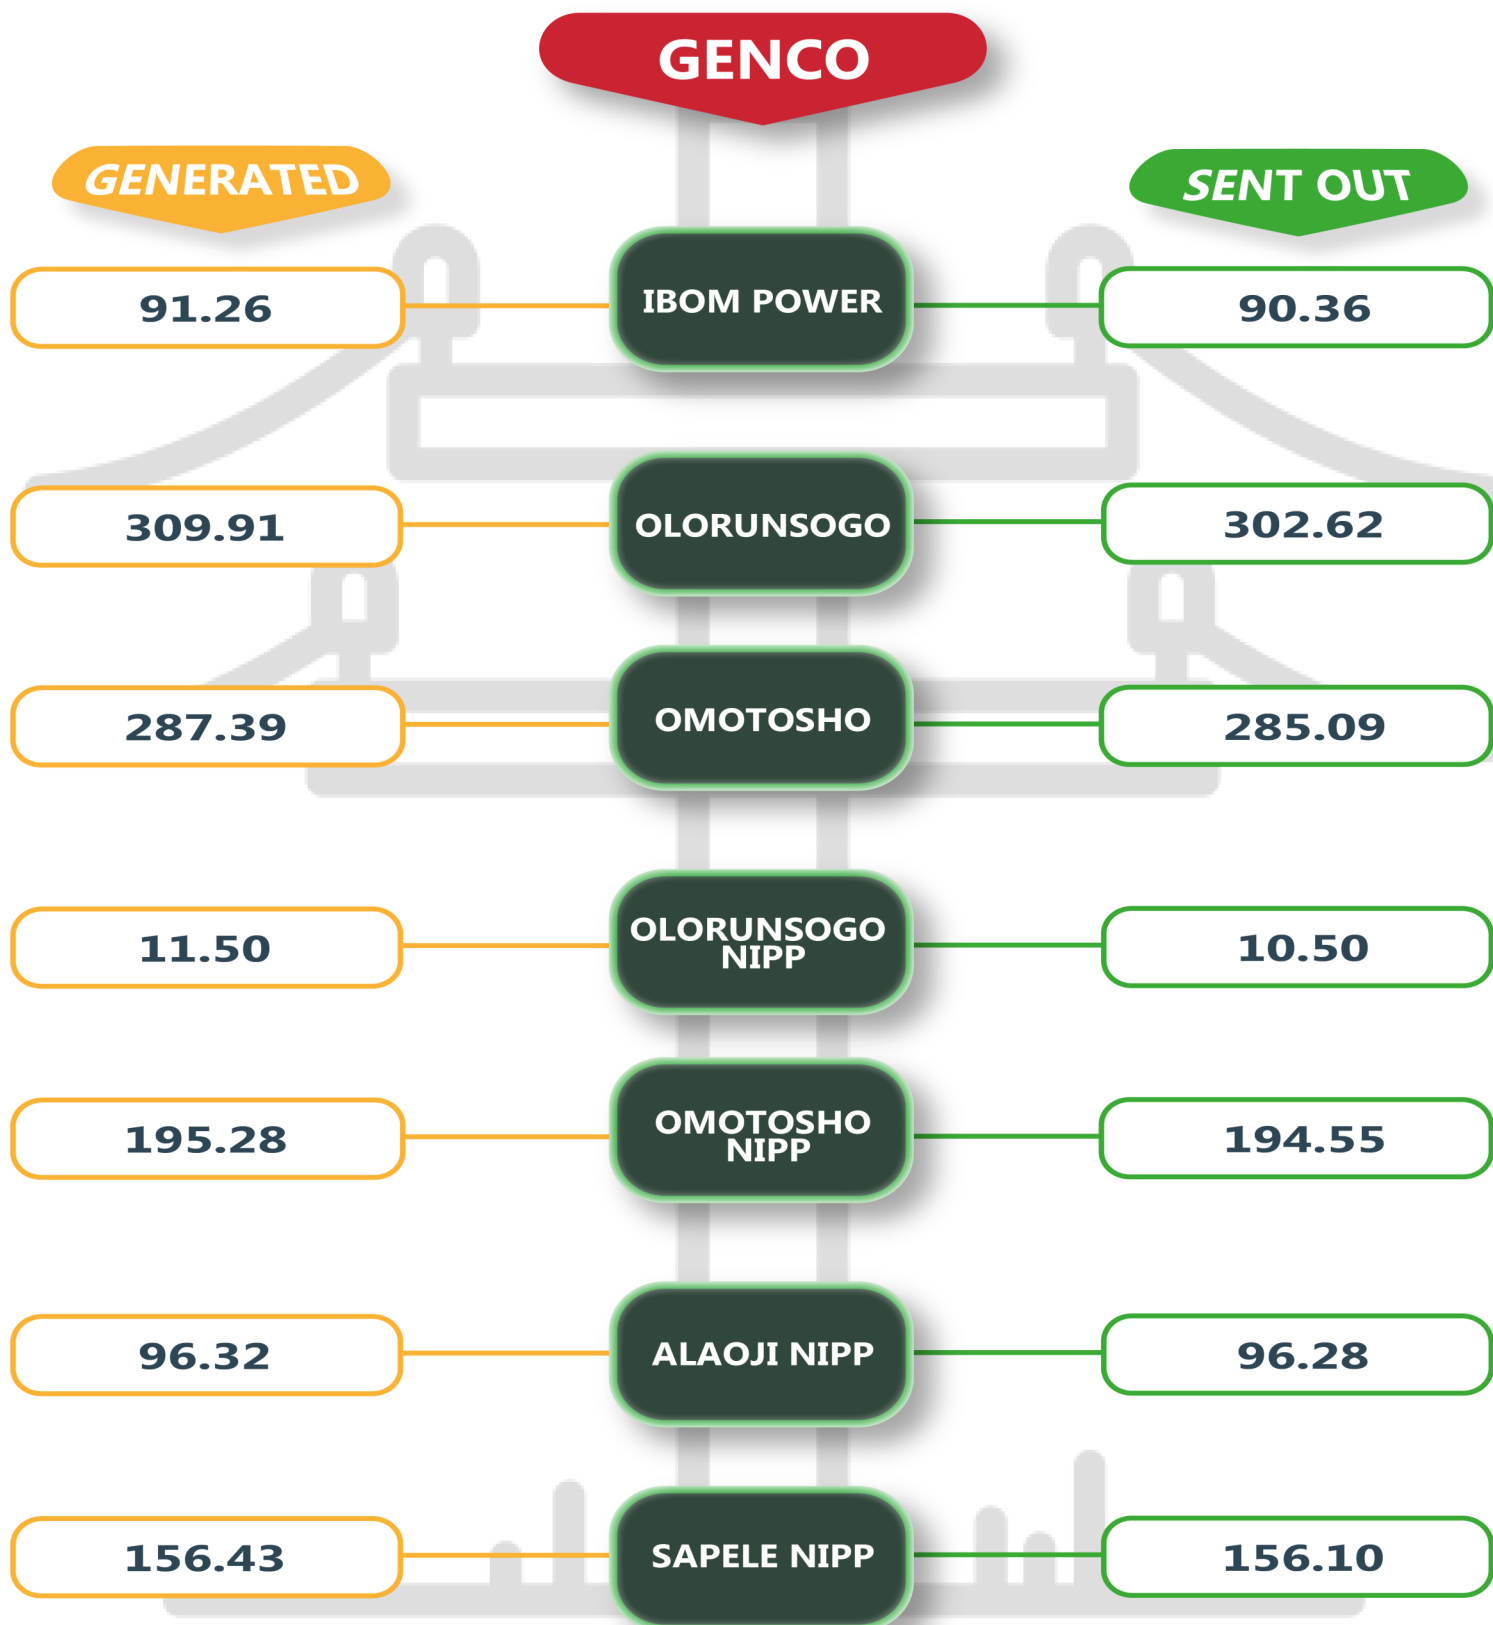 GENCO
GENERATED
SENT OUT
91.26
IBOM POWER
90.36
309.91
OLORUNSOGO
302.62
287.39
OMOTOSHO
285.09
11.50
OLORUNSOGO
NIPP
10.50
195.28
OMOTOSHO
NIPP
194.55
96.32
ALAOJI NIPP
96.28
156.43
SAPELE NIPP
156.10